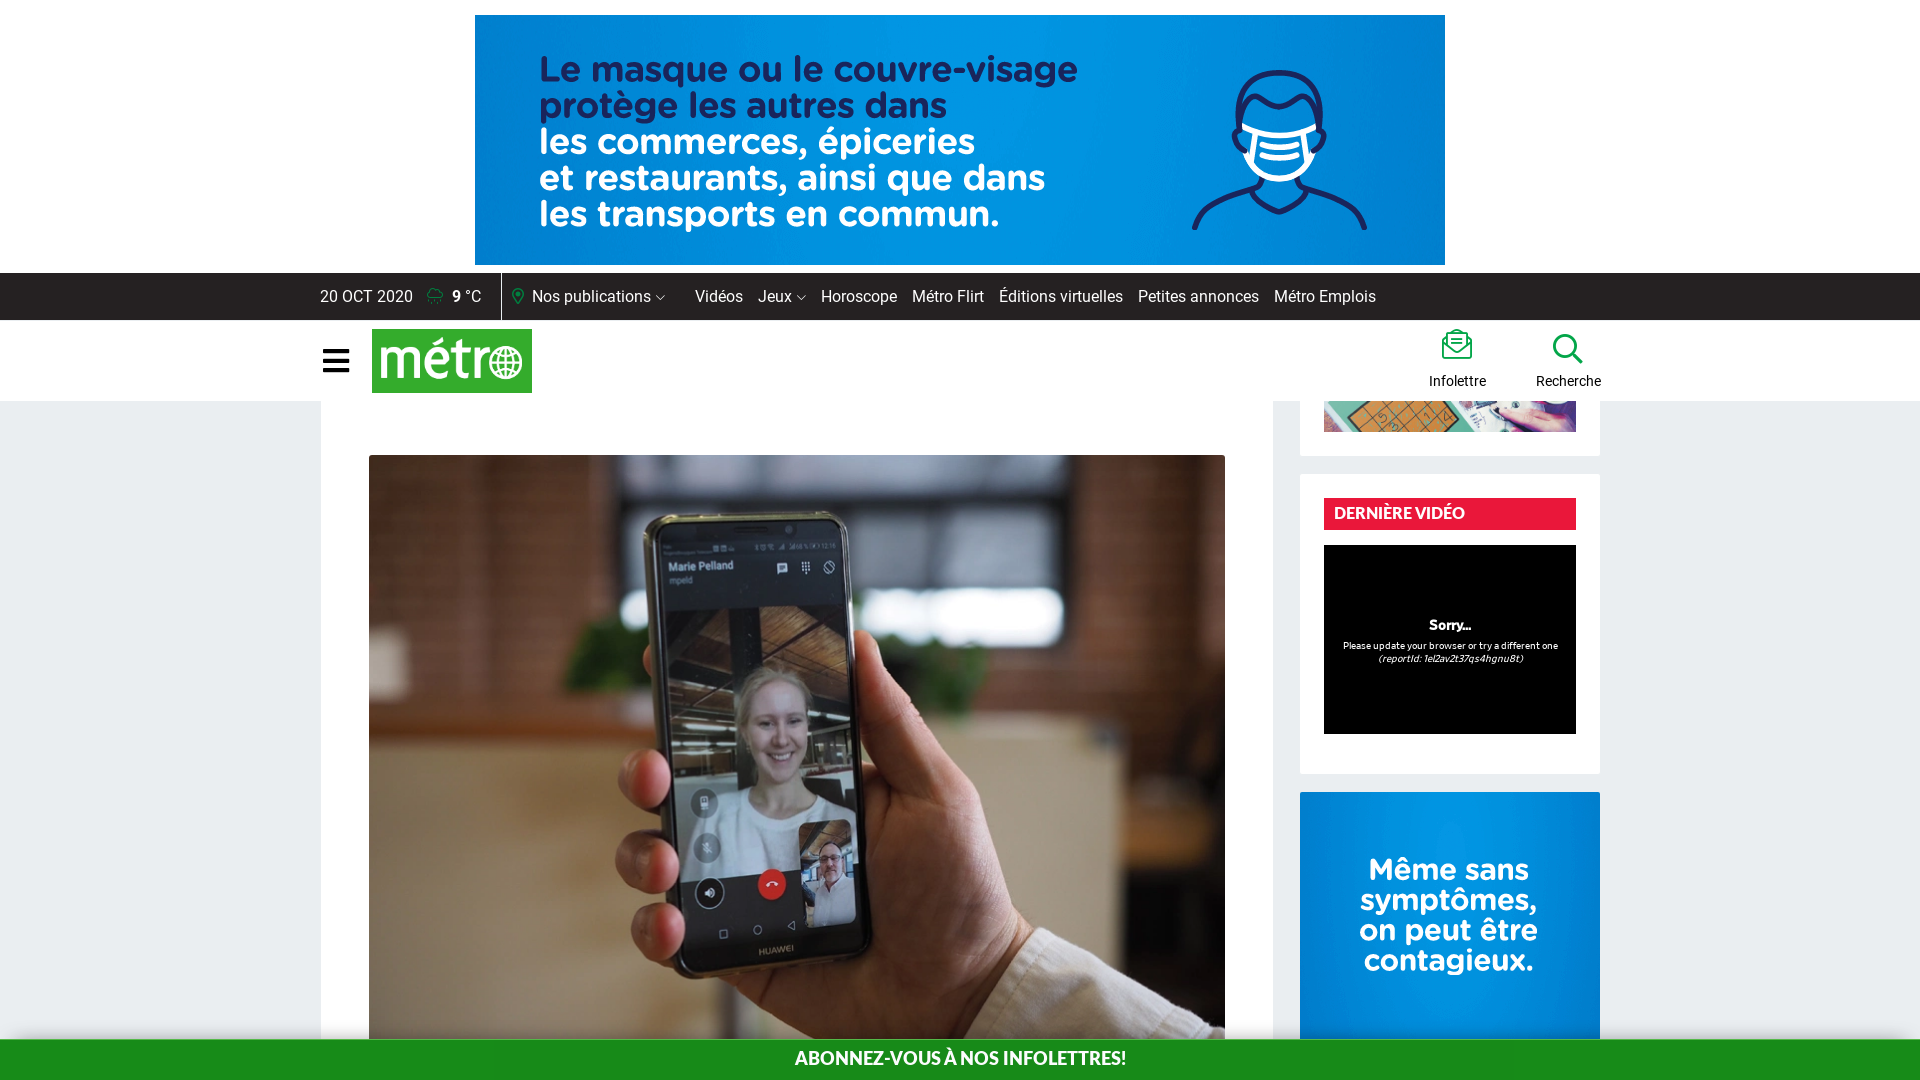 Le masque ou le couvre-visage
protège les autres dans
les commerces, épiceries
et restaurants, ainsi que dans
les transports en commun.
20 OCT 2020 9 °C Nos publications Vidéos Jeux Horoscope Métro Flirt Éditions virtuelles Petites annonces Métro Emplois
métro
Infolettre
Recherche
Marie Pelland
mpeld
HUAWEI
DERNIÈRE VIDÉO
Sorry...
Please update your browser or try a different one
(reportId: 1el2av2t37qs4hgnu8t)
Même sans
symptômes,
on peut être
contagieux.
ABONNEZ-VOUS À NOS INFOLETTRES!